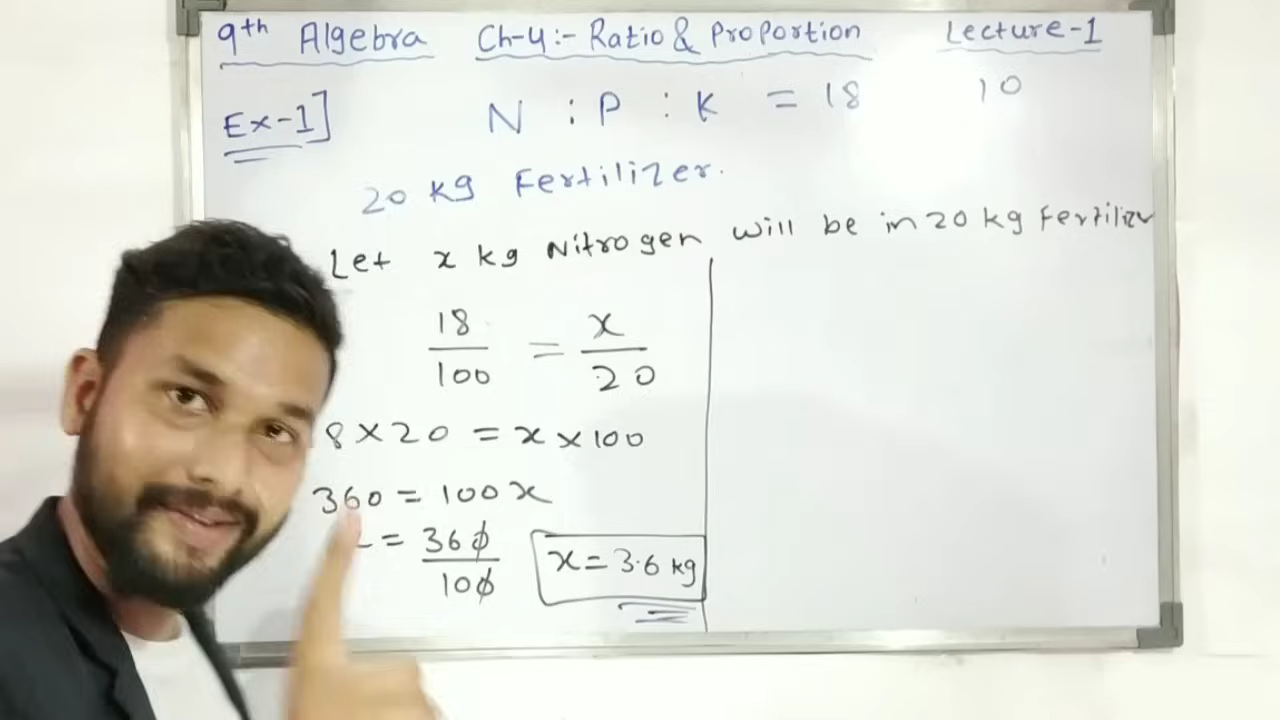 9th Algebra Ch-4:- Ratio & Proportion Lecture-1
Ex-1] N : P : K = 18 10
20 kg Fertilizer.
Let x kg Nitrogen will be in 20 kg Fertilizer
18/100 = x/20
8 × 20 = x × 100
360 = 100x
= 360/100 x = 3.6 kg